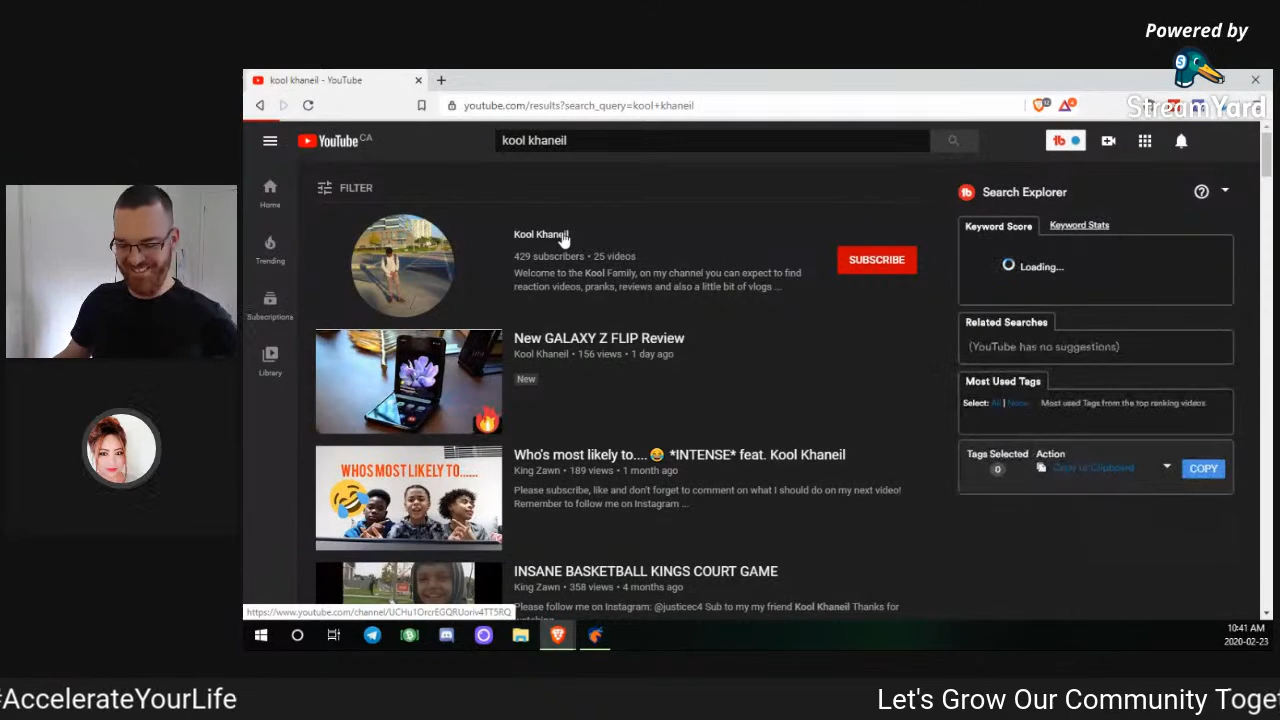 Powered by
StreamYard
kool khaneil - YouTube
youtube.com/results?search_query=kool+khaneil
YouTube CA
kool khaneil
FILTER
Home
Trending
Subscriptions
Library
Kool Khaneil
429 subscribers • 25 videos
Welcome to the Kool Family, on my channel you can expect to find
reaction videos, pranks, reviews and also a little bit of vlogs ...
SUBSCRIBE
New GALAXY Z FLIP Review
Kool Khaneil • 156 views • 1 day ago
New
WHOS MOST LIKELY TO......
Who's most likely to.... 😂 *INTENSE* feat. Kool Khaneil
King Zawn • 189 views • 1 month ago
Please subscribe, like and don't forget to comment on what I should do on my next video!
Remember to follow me on Instagram ...
INSANE BASKETBALL KINGS COURT GAME
King Zawn • 358 views • 4 months ago
Please follow me on Instagram: @justicec4 Sub to my my friend Kool Khaneil Thanks for
Search Explorer
Keyword Score
Keyword Stats
Loading...
Related Searches
(YouTube has no suggestions)
Most Used Tags
Select: All | None
Most used Tags from the top ranking videos.
Tags Selected
0
Action
Copy to Clipboard
COPY
10:41 AM
2020-02-23
#AccelerateYourLife
Let's Grow Our Community Toge